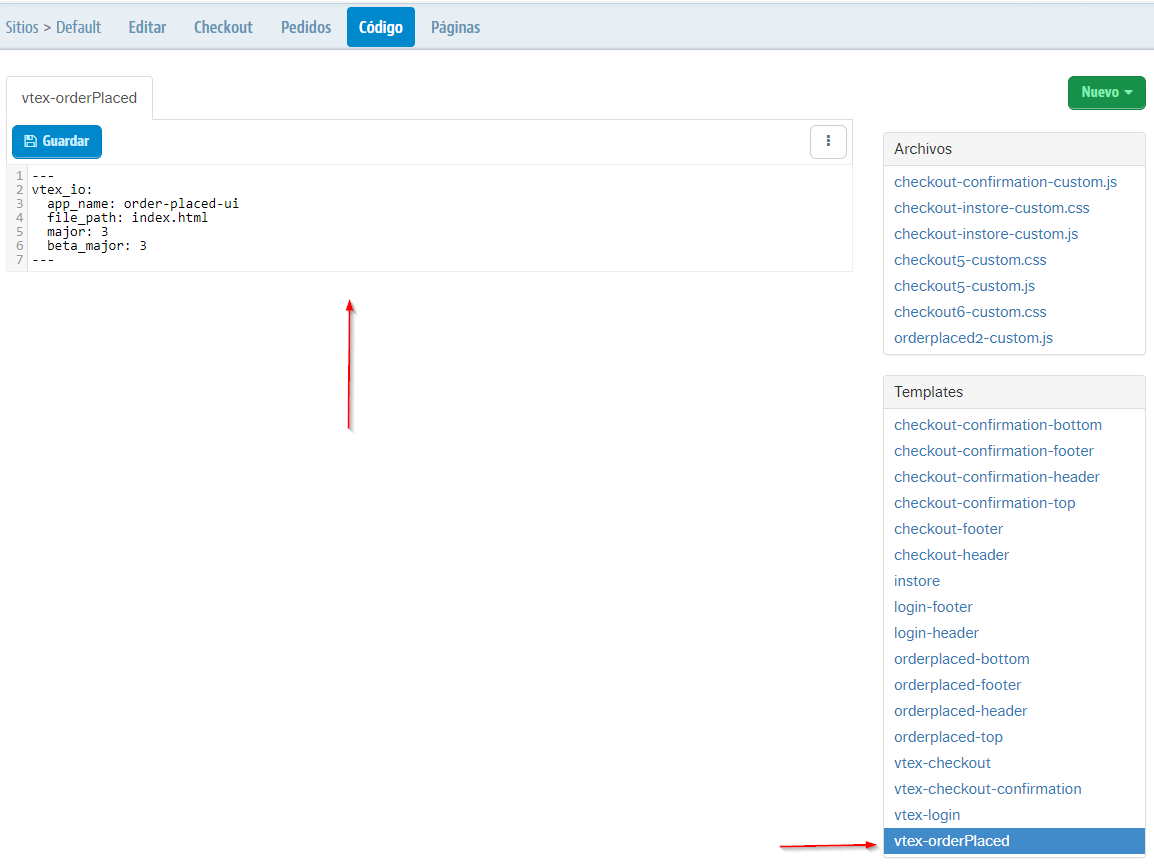 Sitios > Default Editar Checkout Pedidos Código Páginas
vtex-orderPlaced
Guardar
1 ---
2 vtex_io:
3   app_name: order-placed-ui
4   file_path: index.html
5   major: 3
6   beta_major: 3
7 ---
Nuevo
Archivos
checkout-confirmation-custom.js
checkout-instore-custom.css
checkout-instore-custom.js
checkout5-custom.css
checkout5-custom.js
checkout6-custom.css
orderplaced2-custom.js
Templates
checkout-confirmation-bottom
checkout-confirmation-footer
checkout-confirmation-header
checkout-confirmation-top
checkout-footer
checkout-header
instore
login-footer
login-header
orderplaced-bottom
orderplaced-footer
orderplaced-header
orderplaced-top
vtex-checkout
vtex-checkout-confirmation
vtex-login
vtex-orderPlaced